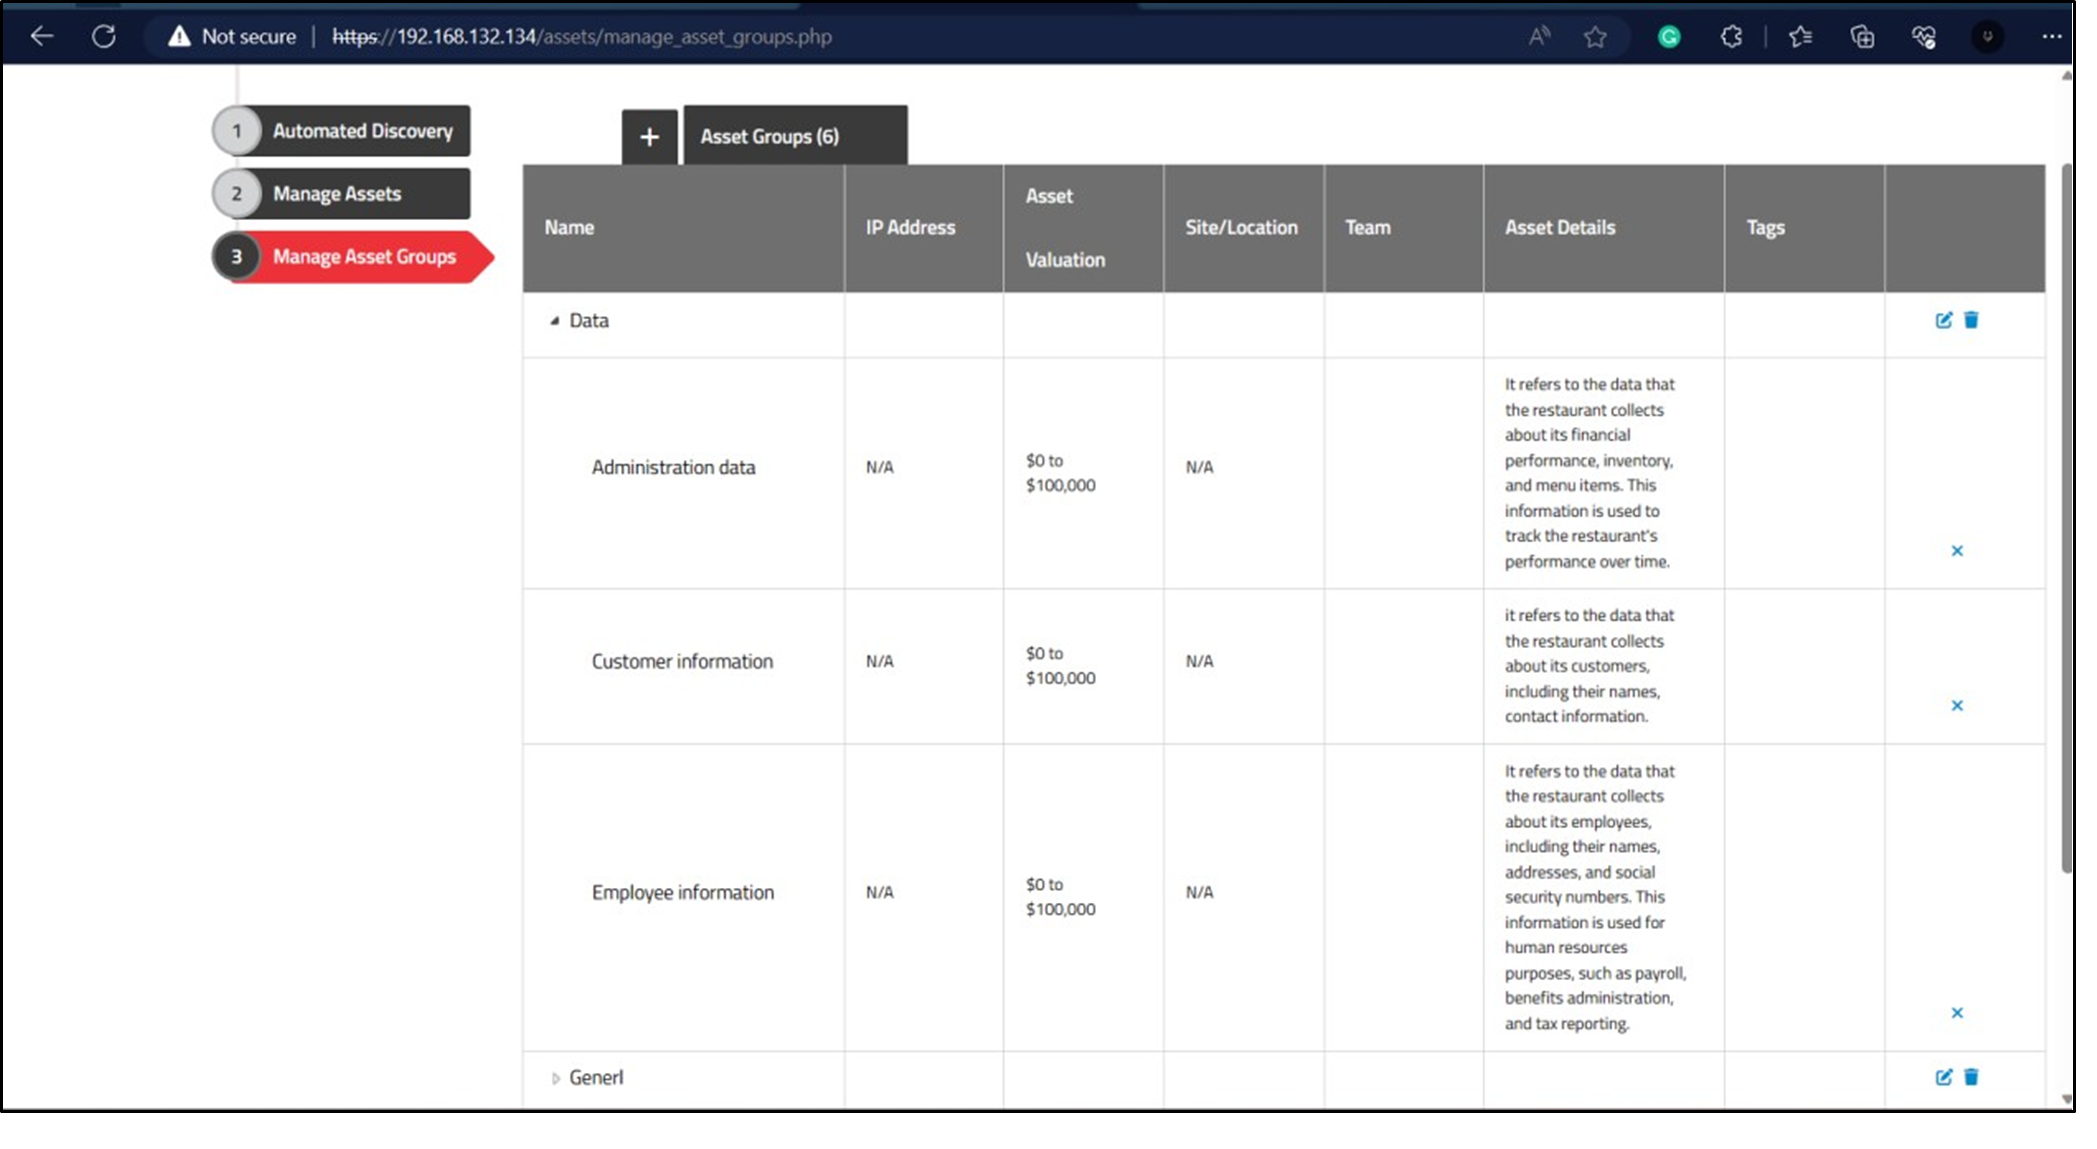 Not secure | https://192.168.132.134/assets/manage_asset_groups.php
1 Automated Discovery
2 Manage Assets
3 Manage Asset Groups
+ Asset Groups (6)
Name
IP Address
Asset
Valuation
Site/Location
Team
Asset Details
Tags
Data
Administration data
N/A
$0 to
$100,000
N/A
It refers to the data that
the restaurant collects
about its financial
performance, inventory,
and menu items. This
information is used to
track the restaurant's
performance over time.
Customer information
N/A
$0 to
$100,000
N/A
it refers to the data that
the restaurant collects
about its customers,
including their names,
contact information.
Employee information
N/A
$0 to
$100,000
N/A
It refers to the data that
the restaurant collects
about its employees,
including their names,
addresses, and social
security numbers. This
information is used for
human resources
purposes, such as payroll,
benefits administration,
and tax reporting.
Generl